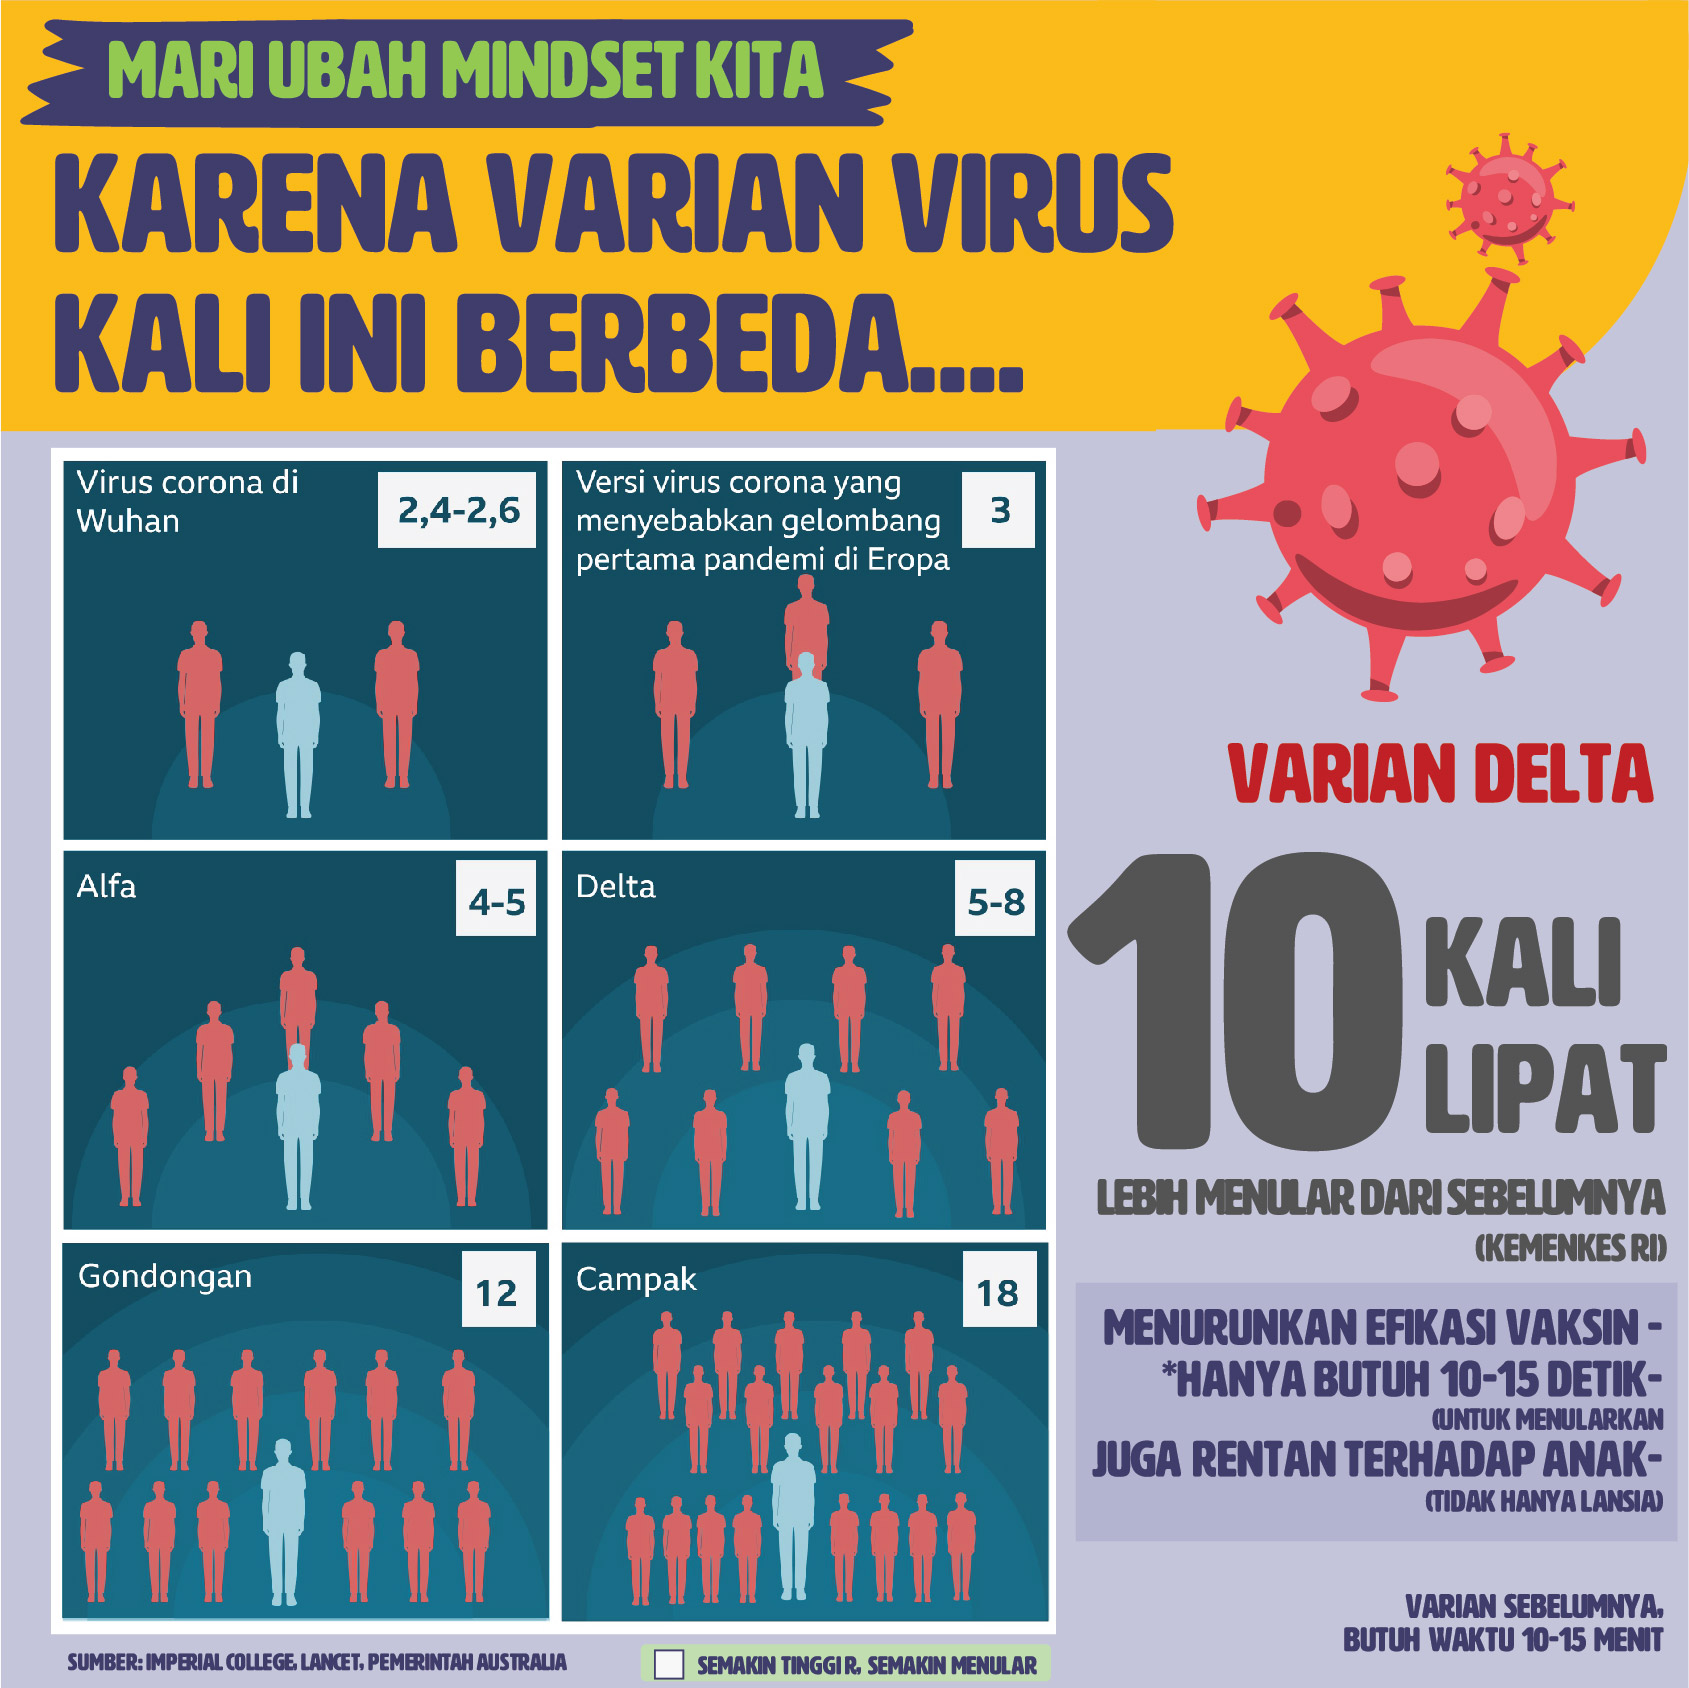 MARI UBAH MINDSET KITA
KARENA VARIAN VIRUS
KALI INI BERBEDA....
Virus corona di
Wuhan
2,4-2,6
Versi virus corona yang
menyebabkan gelombang
pertama pandemi di Eropa
3
Alfa
4-5
Delta
5-8
Gondongan
12
Campak
18
SUMBER: IMPERIAL COLLEGE, LANCET, PEMERINTAH AUSTRALIA
SEMAKIN TINGGI R, SEMAKIN MENULAR
VARIAN DELTA
10 KALI
LIPAT
LEBIH MENULAR DARI SEBELUMNYA
(KEMENKES RI)
MENURUNKAN EFIKASI VAKSIN -
*HANYA BUTUH 10-15 DETIK-
(UNTUK MENULARKAN
JUGA RENTAN TERHADAP ANAK-
(TIDAK HANYA LANSIA)
VARIAN SEBELUMNYA,
BUTUH WAKTU 10-15 MENIT